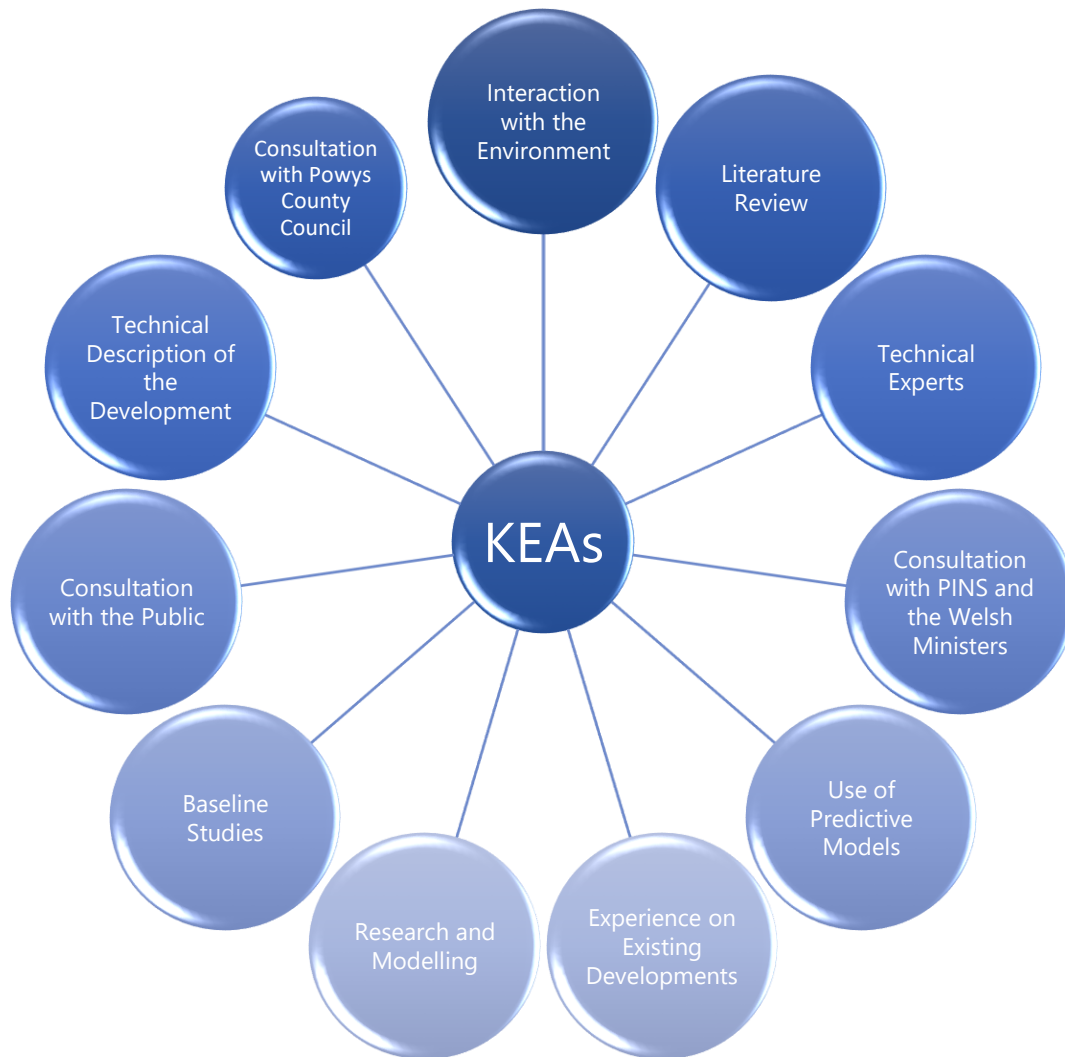 Interaction
with the
Environment
Literature
Review
Technical
Experts
Consultation
with PINS and
the Welsh
Ministers
Use of
Predictive
Models
Experience on
Existing
Developments
Research and
Modelling
Baseline
Studies
Consultation
with the Public
Technical
Description of
the
Development
Consultation
with Powys
County
Council
KEAs